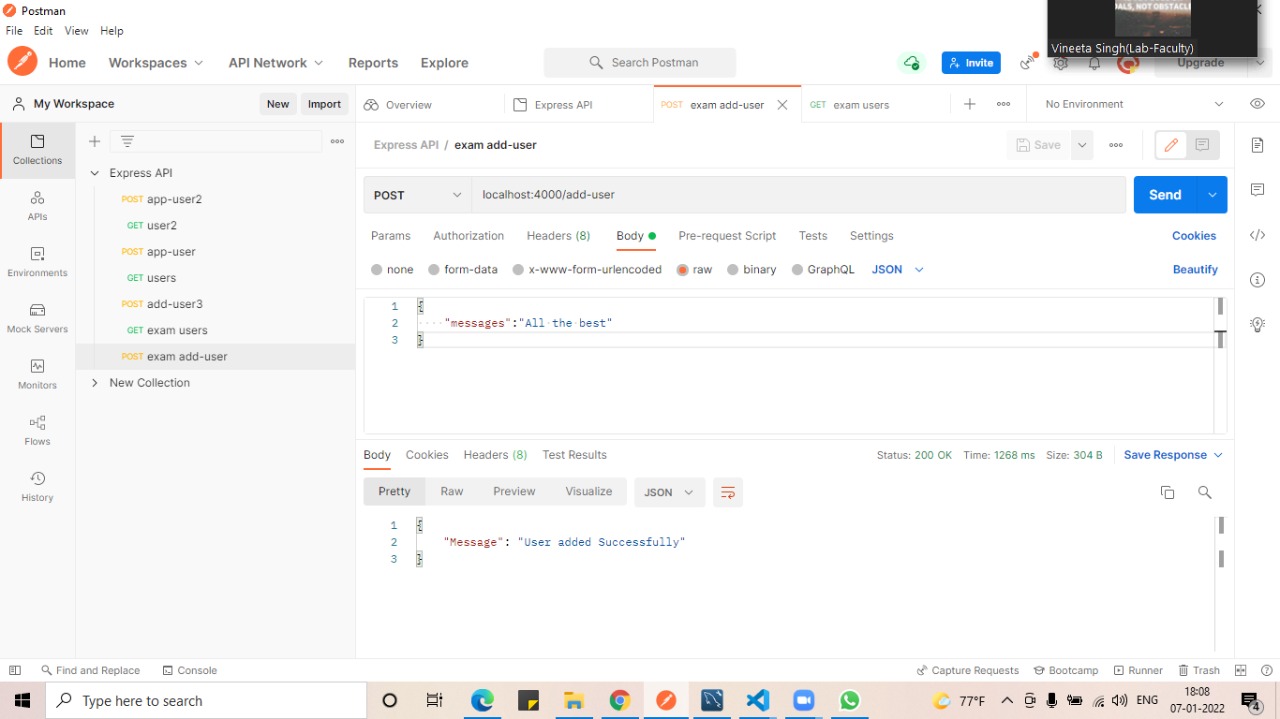 Postman
File Edit View Help
ALS, NOT OBSTACLE
Vineeta Singh(Lab-Faculty)
Home Workspaces API Network Reports Explore Search Postman Invite Upgrade
My Workspace New Import Overview Express API POST exam add-user GET exam users No Environment
Collections
APIs
Environments
Mock Servers
Monitors
Flows
History
Express API
POST app-user2
GET user2
POST app-user
GET users
POST add-user3
GET exam users
POST exam add-user
New Collection
Express API / exam add-user Save
POST localhost:4000/add-user Send
Params Authorization Headers (8) Body Pre-request Script Tests Settings Cookies
none form-data x-www-form-urlencoded raw binary GraphQL JSON Beautify
1 {
2 ····"messages":"All·the·best"
3 }
Body Cookies Headers (8) Test Results Status: 200 OK Time: 1268 ms Size: 304 B Save Response
Pretty Raw Preview Visualize JSON
1 {
2 "Message": "User added Successfully"
3 }
Find and Replace Console Capture Requests Bootcamp Runner Trash
Type here to search 77°F ENG 18:08
07-01-2022 4